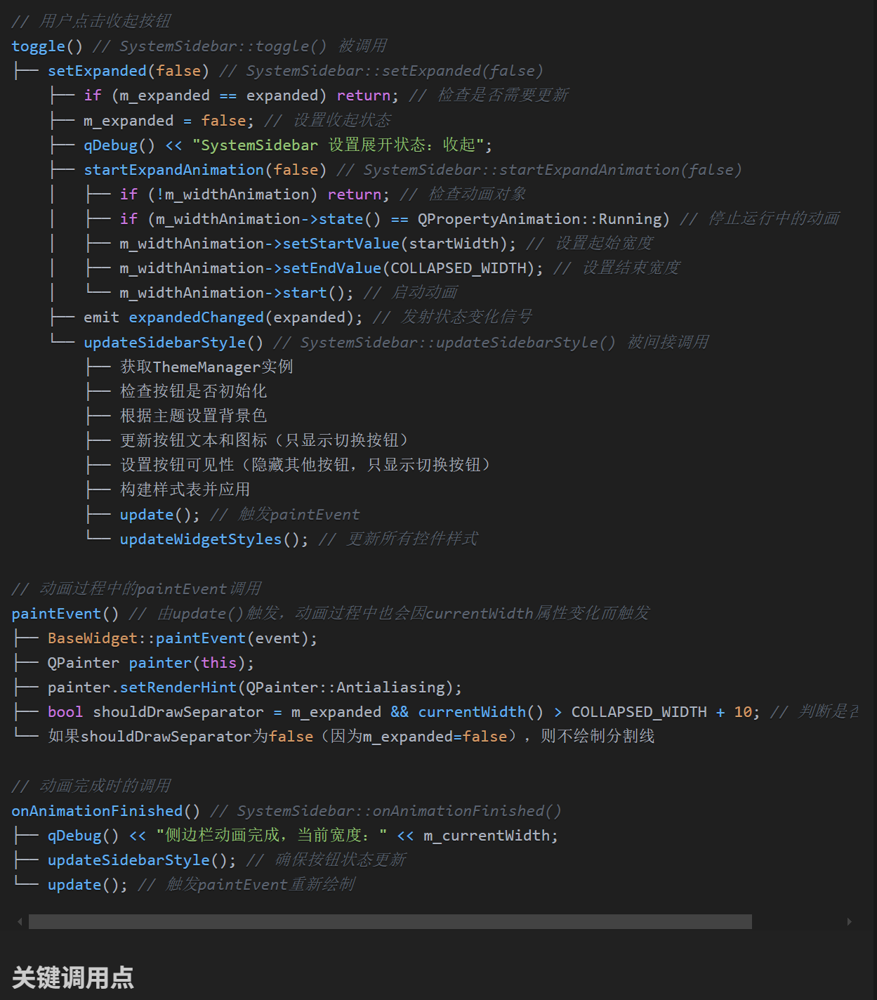 // 用户点击收起按钮
toggle() // SystemSidebar::toggle() 被调用
├── setExpanded(false) // SystemSidebar::setExpanded(false)
    ├── if (m_expanded == expanded) return; // 检查是否需要更新
    ├── m_expanded = false; // 设置收起状态
    ├── qDebug() << "SystemSidebar 设置展开状态：收起";
    ├── startExpandAnimation(false) // SystemSidebar::startExpandAnimation(false)
    │   ├── if (!m_widthAnimation) return; // 检查动画对象
    │   ├── if (m_widthAnimation->state() == QPropertyAnimation::Running) // 停止运行中的动画
    │   ├── m_widthAnimation->setStartValue(startWidth); // 设置起始宽度
    │   ├── m_widthAnimation->setEndValue(COLLAPSED_WIDTH); // 设置结束宽度
    │   └── m_widthAnimation->start(); // 启动动画
    ├── emit expandedChanged(expanded); // 发射状态变化信号
    └── updateSidebarStyle() // SystemSidebar::updateSidebarStyle() 被间接调用
        ├── 获取ThemeManager实例
        ├── 检查按钮是否初始化
        ├── 根据主题设置背景色
        ├── 更新按钮文本和图标（只显示切换按钮）
        ├── 设置按钮可见性（隐藏其他按钮，只显示切换按钮）
        ├── 构建样式表并应用
        ├── update(); // 触发paintEvent
        └── updateWidgetStyles(); // 更新所有控件样式
// 动画过程中的paintEvent调用
paintEvent() // 由update()触发，动画过程中也会因currentWidth属性变化而触发
├── BaseWidget::paintEvent(event);
├── QPainter painter(this);
├── painter.setRenderHint(QPainter::Antialiasing);
├── bool shouldDrawSeparator = m_expanded && currentWidth() > COLLAPSED_WIDTH + 10; // 判断是否
└── 如果shouldDrawSeparator为false（因为m_expanded=false），则不绘制分割线
// 动画完成时的调用
onAnimationFinished() // SystemSidebar::onAnimationFinished()
├── qDebug() << "侧边栏动画完成，当前宽度：" << m_currentWidth;
├── updateSidebarStyle(); // 确保按钮状态更新
└── update(); // 触发paintEvent重新绘制
关键调用点